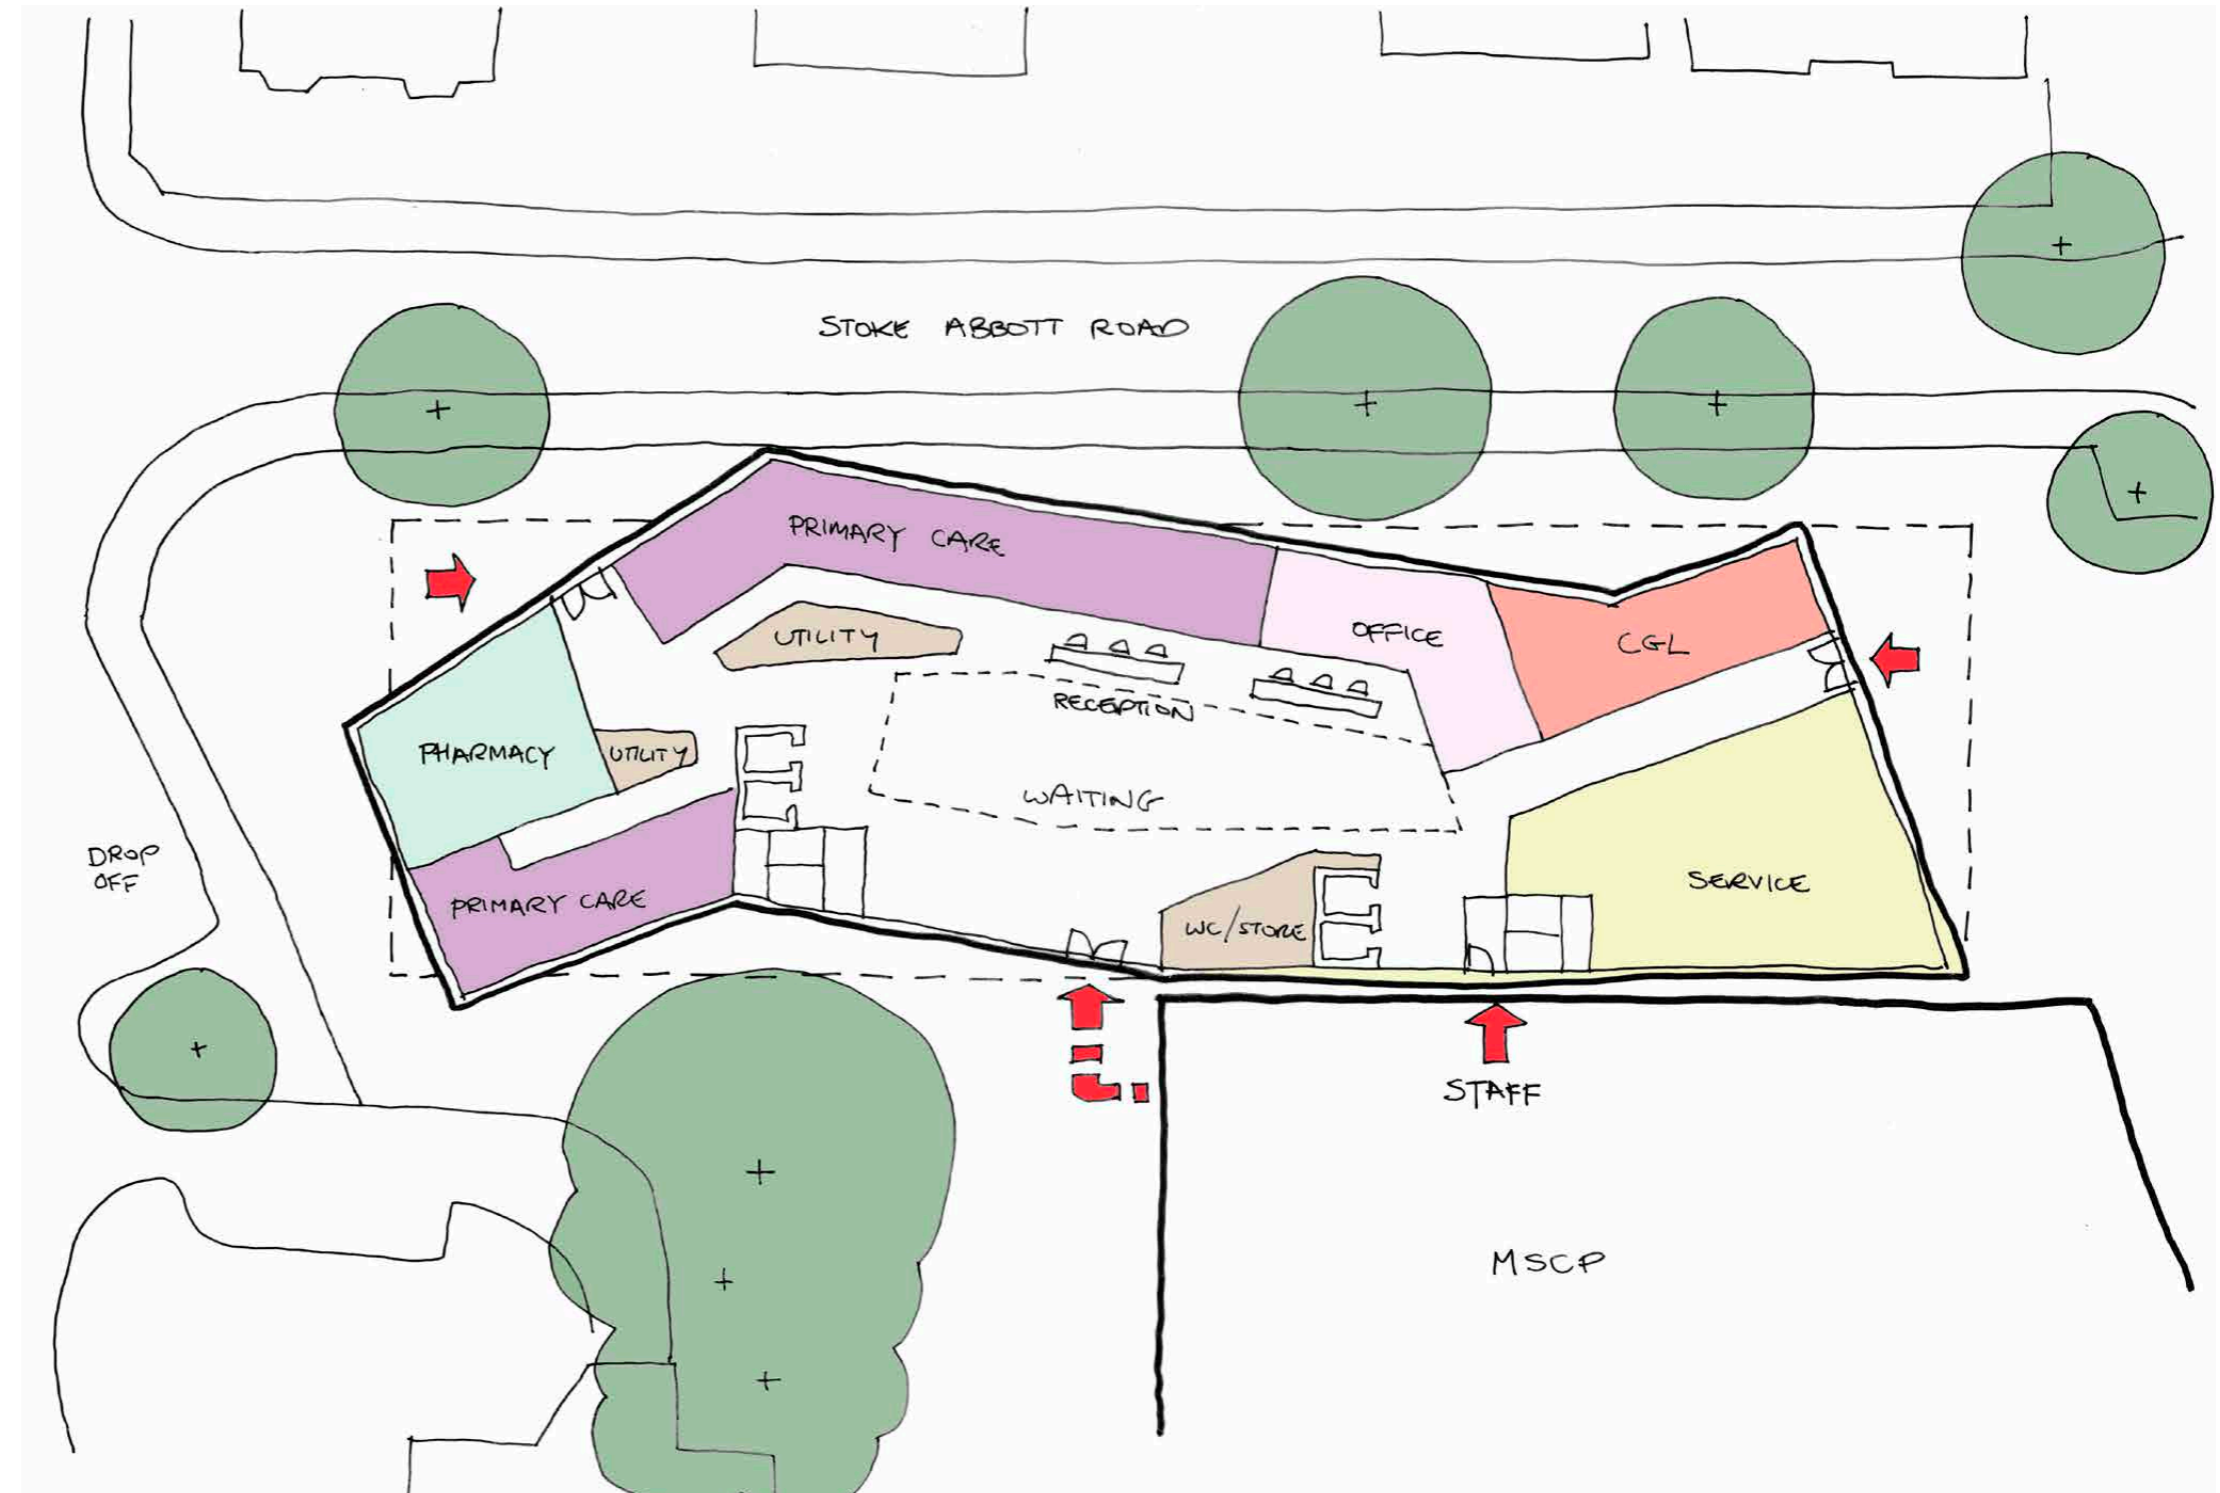 STOKE ABBOTT ROAD
PRIMARY CARE
UTILITY
OFFICE
CGL
RECEPTION
PHARMACY
UTILITY
WAITING
DROP
OFF
PRIMARY CARE
WC/STORE
SERVICE
STAFF
MSCP